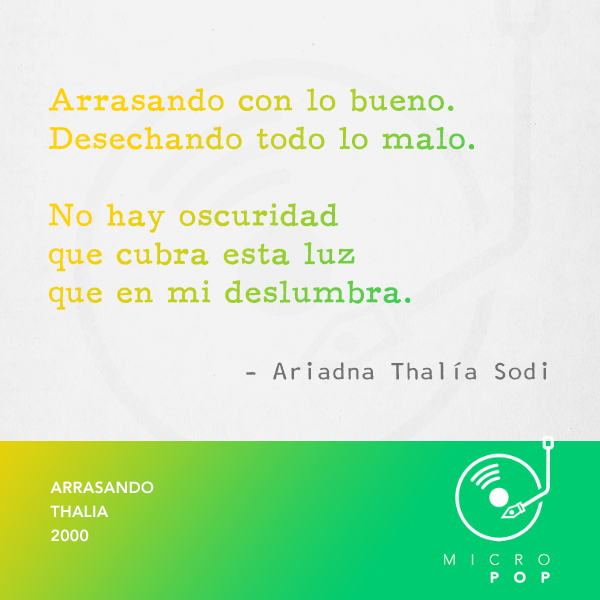 Arrasando con lo bueno.
Desechando todo lo malo.
No hay oscuridad
que cubra esta luz
que en mi deslumbra.
– Ariadna Thalía Sodi
ARRASANDO
THALIA
2000
MICRO
POP